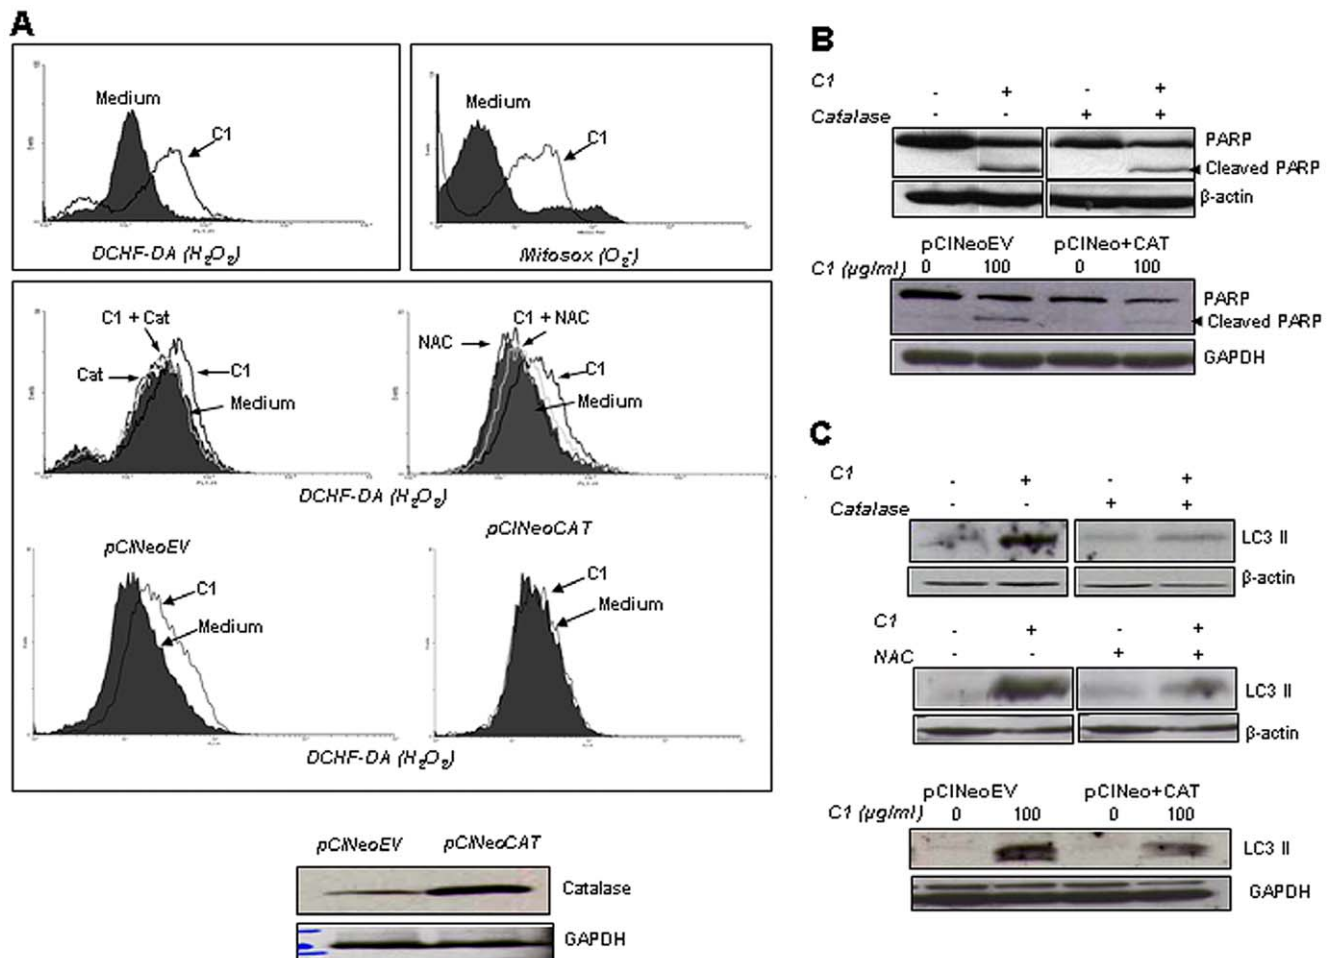 A
Medium
C1
DCHF-DA (H2O2)
Medium
C1
Mitosox (O2-)
C1 + Cat
Cat
C1
Medium
C1 + NAC
NAC
C1
Medium
DCHF-DA (H2O2)
pCINeoEV
C1
Medium
pCINeoCAT
C1
Medium
DCHF-DA (H2O2)
pCINeoEV pCINeoCAT
Catalase
GAPDH
B
C1 - + - +
Catalase - - + +
PARP
Cleaved PARP
β-actin
pCINeoEV pCINeo+CAT
C1 (µg/ml) 0 100 0 100
PARP
Cleaved PARP
GAPDH
C
C1 - + - +
Catalase - - + +
LC3 II
β-actin
C1 - + - +
NAC - - + +
LC3 II
β-actin
pCINeoEV pCINeo+CAT
C1 (µg/ml) 0 100 0 100
LC3 II
GAPDH